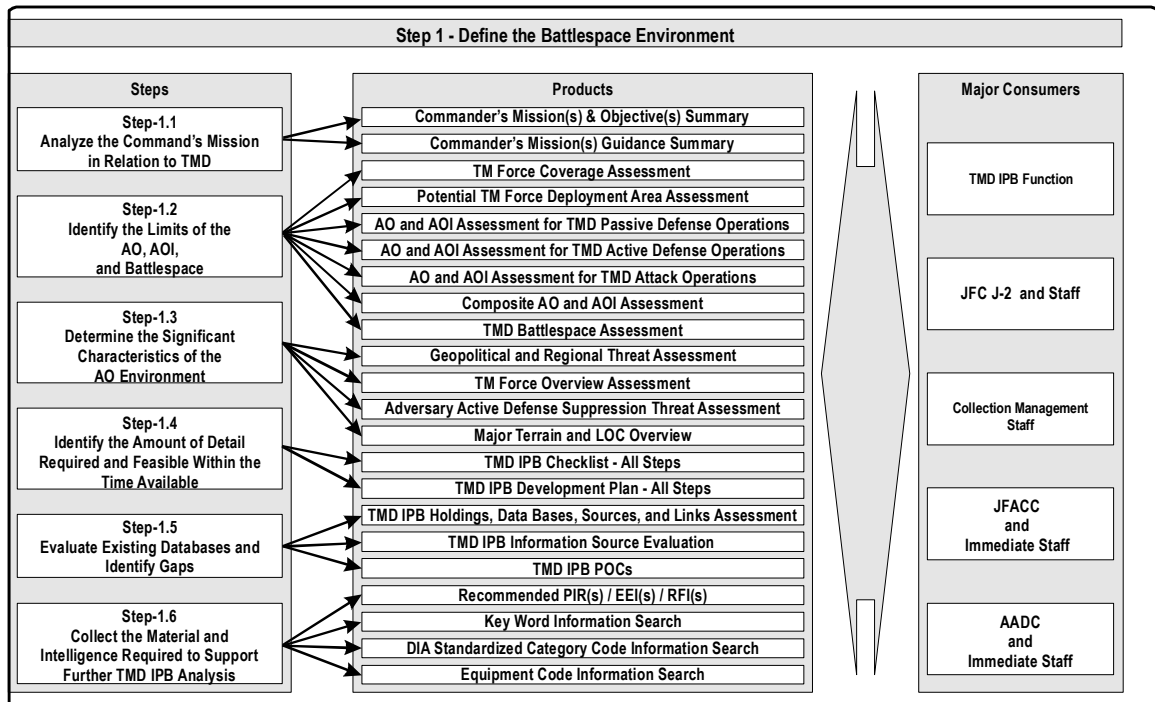 Step 1 - Define the Battlespace Environment
Steps
Step-1.1
Analyze the Command's Mission
in Relation to TMD
Step-1.2
Identify the Limits of the
AO, AOI,
and Battlespace
Step-1.3
Determine the Significant
Characteristics of the
AO Environment
Step-1.4
Identify the Amount of Detail
Required and Feasible Within the
Time Available
Step-1.5
Evaluate Existing Databases and
Identify Gaps
Step-1.6
Collect the Material and
Intelligence Required to Support
Further TMD IPB Analysis
Products
Commander's Mission(s) & Objective(s) Summary
Commander's Mission(s) Guidance Summary
TM Force Coverage Assessment
Potential TM Force Deployment Area Assessment
AO and AOI Assessment for TMD Passive Defense Operations
AO and AOI Assessment for TMD Active Defense Operations
AO and AOI Assessment for TMD Attack Operations
Composite AO and AOI Assessment
TMD Battlespace Assessment
Geopolitical and Regional Threat Assessment
TM Force Overview Assessment
Adversary Active Defense Suppression Threat Assessment
Major Terrain and LOC Overview
TMD IPB Checklist - All Steps
TMD IPB Development Plan - All Steps
TMD IPB Holdings, Data Bases, Sources, and Links Assessment
TMD IPB Information Source Evaluation
TMD IPB POCs
Recommended PIR(s) / EEI(s) / RFI(s)
Key Word Information Search
DIA Standardized Category Code Information Search
Equipment Code Information Search
Major Consumers
TMD IPB Function
JFC J-2 and Staff
Collection Management
Staff
JFACC
and
Immediate Staff
AADC
and
Immediate Staff